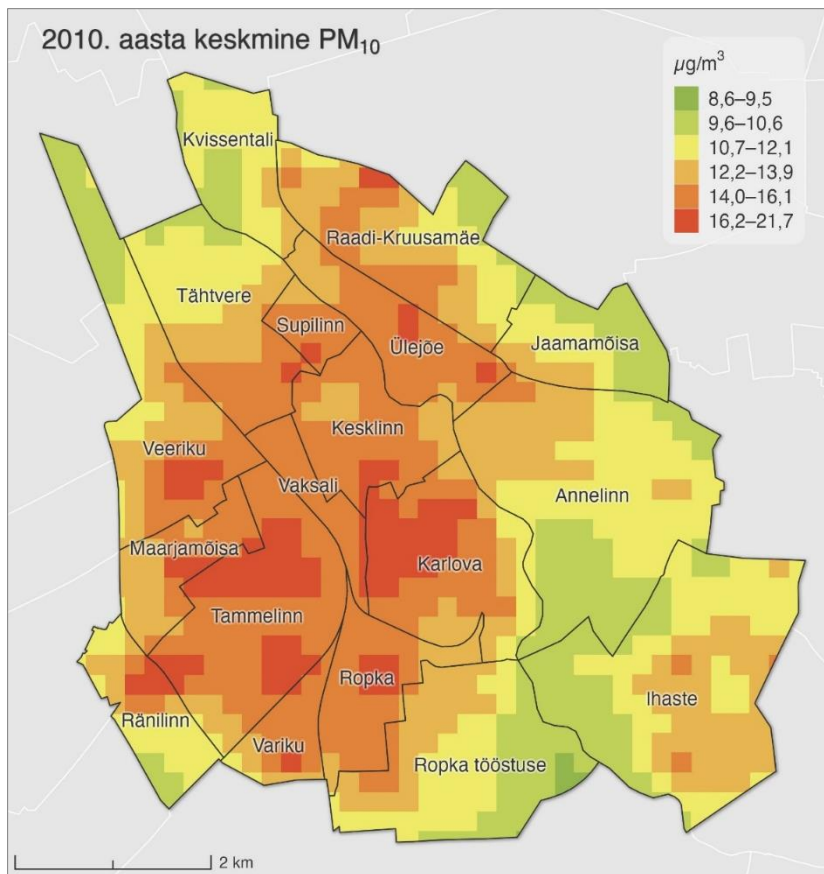 2010. aasta keskmine PM₁₀
µg/m³
8,6–9,5
9,6–10,6
10,7–12,1
12,2–13,9
14,0–16,1
16,2–21,7
Kvissentali
Raadi-Kruusamäe
Tähtvere
Supilinn
Ülejõe
Jaamamõisa
Kesklinn
Veeriku
Vaksali
Annelinn
Maarjamõisa
Karlova
Tammelinn
Ropka
Ihaste
Ränilinn
Variku
Ropka tööstuse
2 km